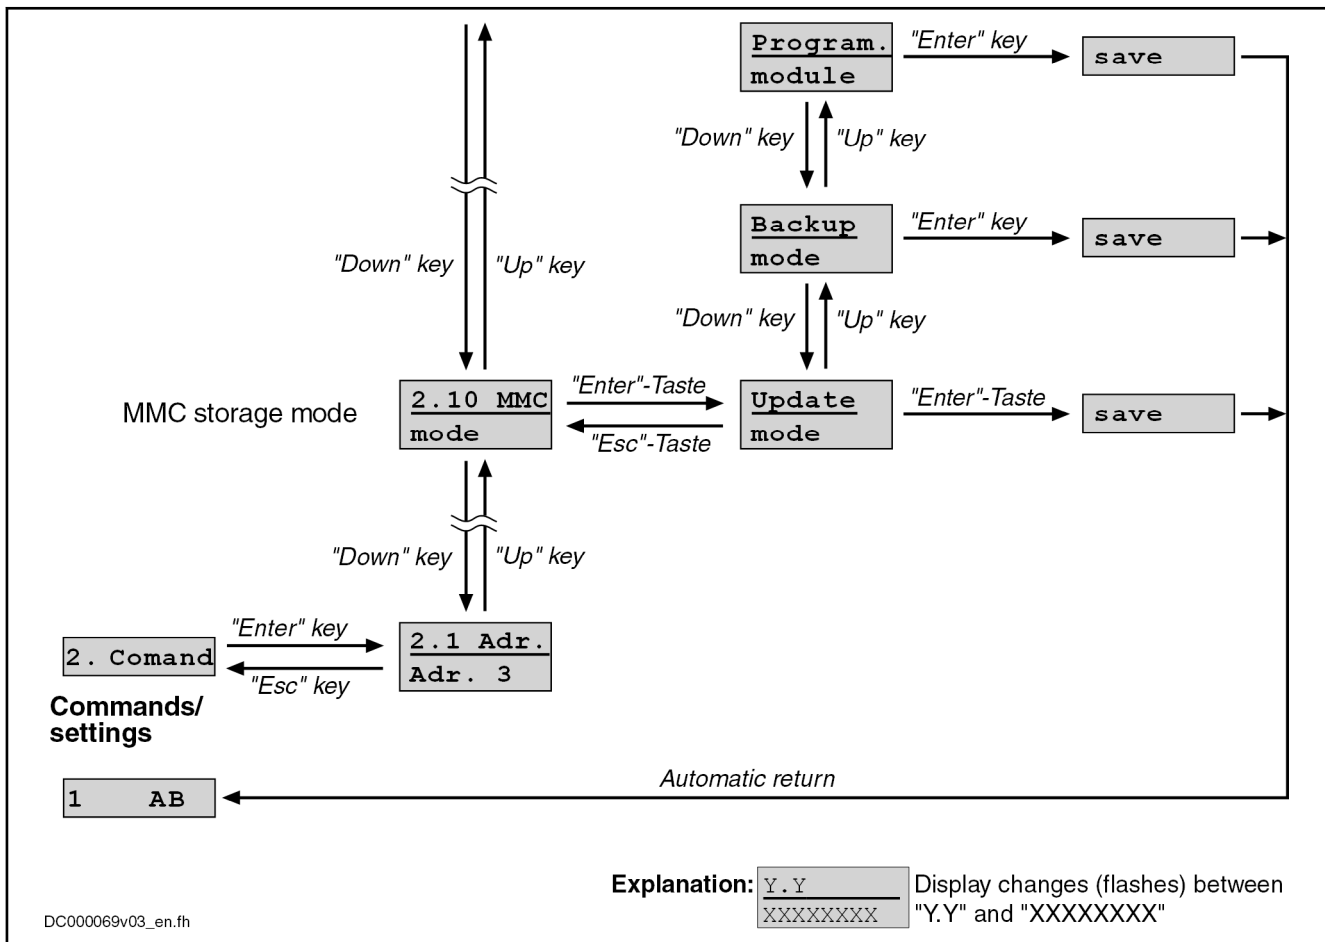 Program.
module
"Enter" key
save
"Down" key
"Up" key
Backup
mode
"Enter" key
save
"Down" key
"Up" key
"Down" key
"Up" key
MMC storage mode
2.10 MMC
mode
"Enter"-Taste
"Esc"-Taste
Update
mode
"Enter"-Taste
save
"Down" key
"Up" key
2. Comand
"Enter" key
"Esc" key
2.1 Adr.
Adr. 3
Commands/
settings
1 AB
Automatic return
Explanation:
Y.Y
XXXXXXXX
Display changes (flashes) between
"Y.Y" and "XXXXXXXX"
DC000069v03_en.fh